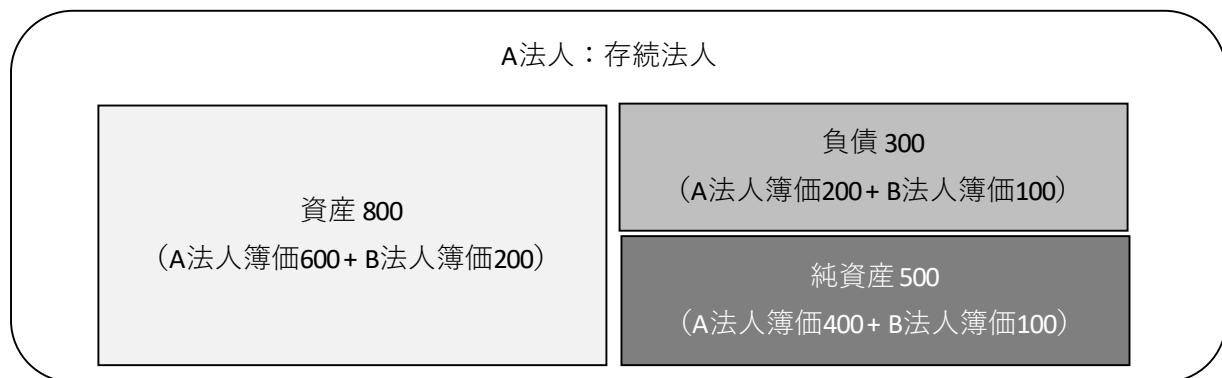 A法人：存続法人
資産 800
（A法人簿価600 + B法人簿価200）
負債 300
（A法人簿価200 + B法人簿価100）
純資産 500
（A法人簿価400 + B法人簿価100）